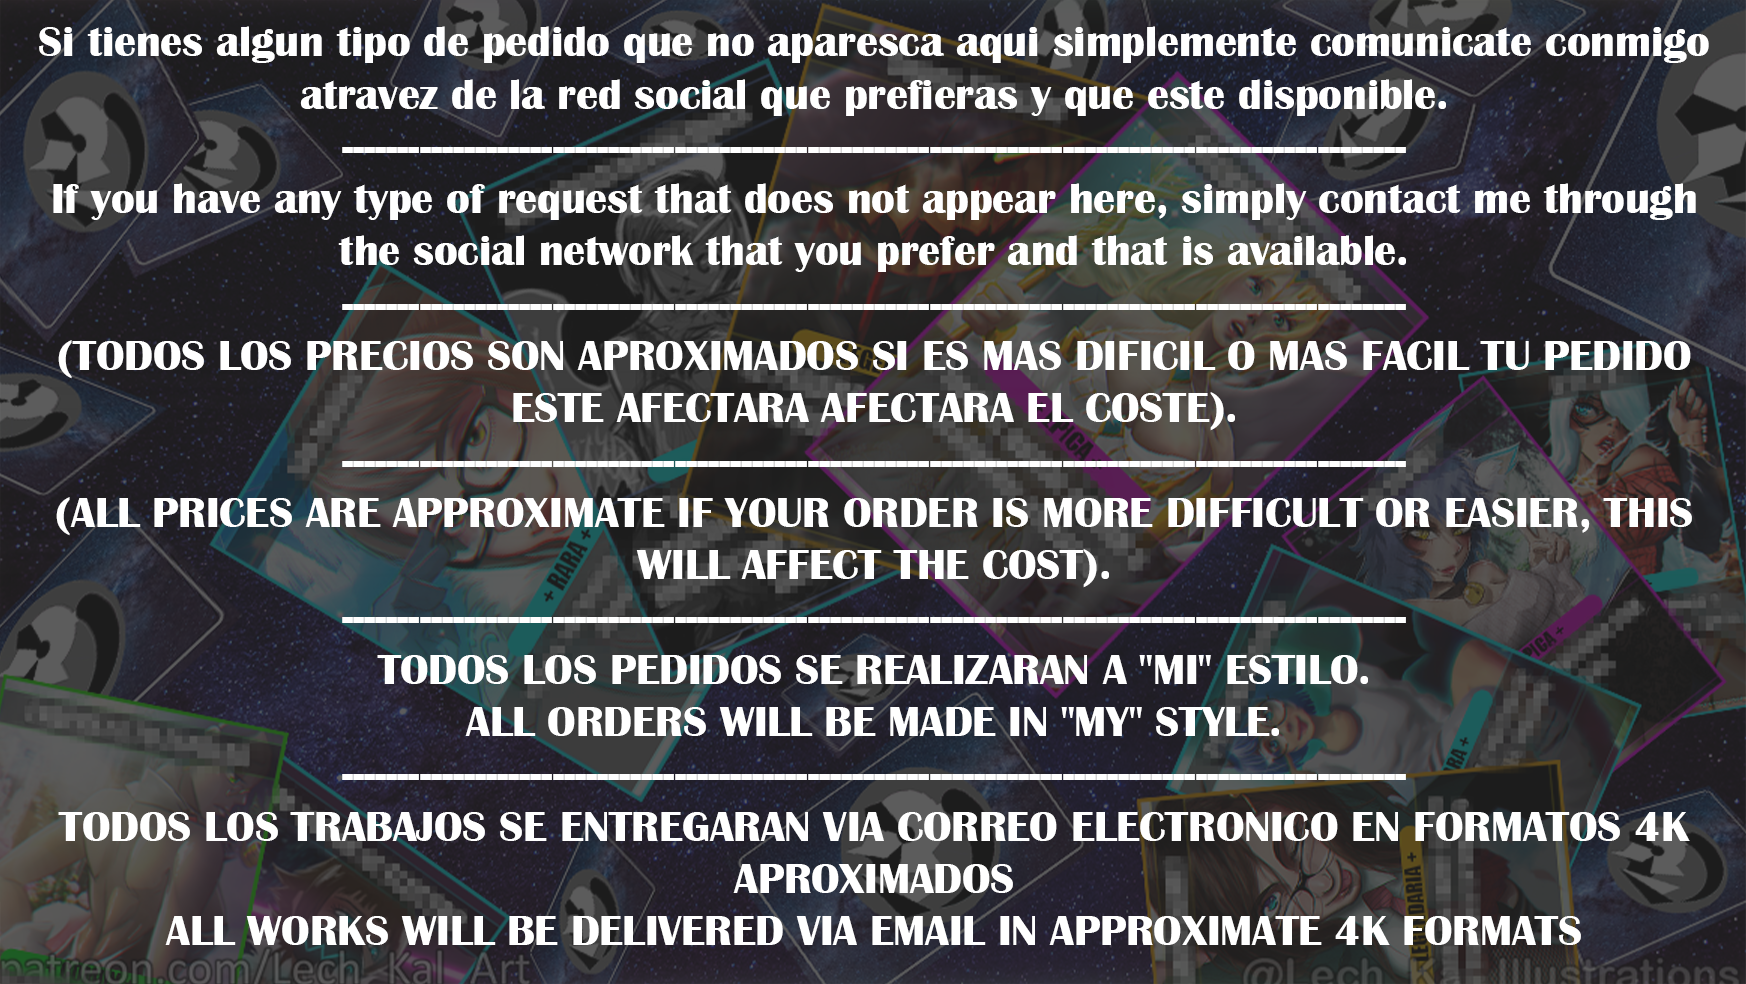 Si tienes algun tipo de pedido que no aparesca aqui simplemente comunicate conmigo
atravez de la red social que prefieras y que este disponible.
If you have any type of request that does not appear here, simply contact me through
the social network that you prefer and that is available.
(TODOS LOS PRECIOS SON APROXIMADOS SI ES MAS DIFICIL O MAS FACIL TU PEDIDO
ESTE AFECTARA AFECTARA EL COSTE).
(ALL PRICES ARE APPROXIMATE IF YOUR ORDER IS MORE DIFFICULT OR EASIER, THIS
WILL AFFECT THE COST).
+ RARA +
TODOS LOS PEDIDOS SE REALIZARAN A "MI" ESTILO.
ALL ORDERS WILL BE MADE IN "MY" STYLE.
TODOS LOS TRABAJOS SE ENTREGARAN VIA CORREO ELECTRONICO EN FORMATOS 4K
APROXIMADOS
ALL WORKS WILL BE DELIVERED VIA EMAIL IN APPROXIMATE 4K FORMATS
patreon.com/Lech_Kal_Art
@Lech_Kal_Illustrations